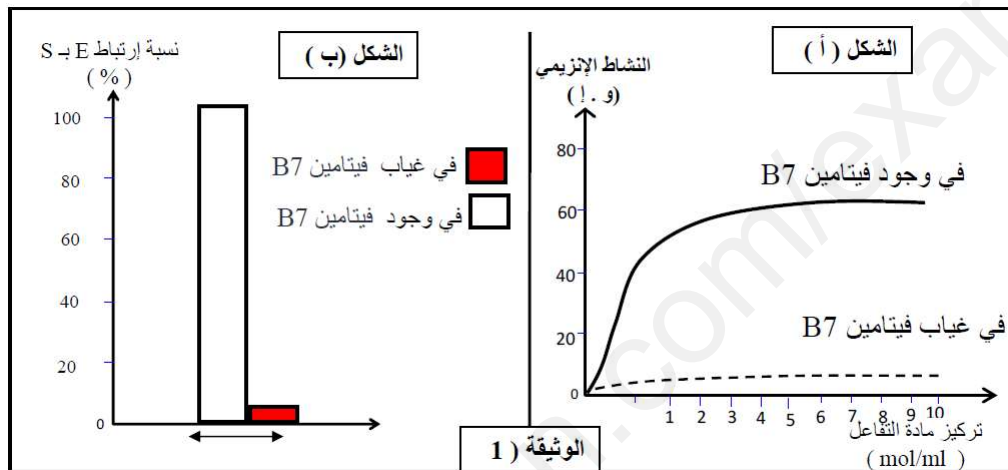 الشكل ( أ )
النشاط الإنزيمي
(و . إ )
80
60
40
20
0
في وجود فيتامين B7
في غياب فيتامين B7
1 2 3 4 5 6 7 8 9 10
تركيز مادة التفاعل
( mol/ml )
الشكل (ب )
نسبة إرتباط E بـ S
( % )
100
80
60
40
20
0
في غياب فيتامين B7
في وجود فيتامين B7
الوثيقة ( 1